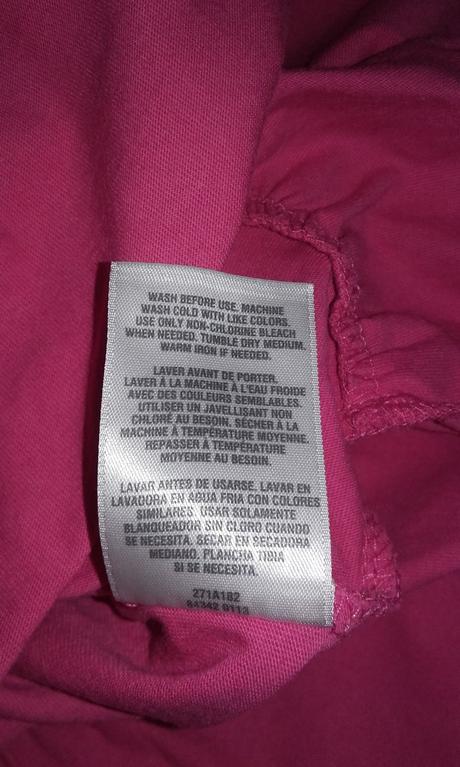 WASH BEFORE USE. MACHINE
WASH COLD WITH LIKE COLORS.
USE ONLY NON-CHLORINE BLEACH
WHEN NEEDED. TUMBLE DRY MEDIUM.
WARM IRON IF NEEDED.
LAVER AVANT DE PORTER.
LAVER À LA MACHINE À L'EAU FROIDE
AVEC DES COULEURS SEMBLABLES.
UTILISER UN JAVELLISANT NON
CHLORÉ AU BESOIN. SÉCHER À LA
MACHINE À TEMPÉRATURE MOYENNE.
REPASSER À TEMPÉRATURE
MOYENNE AU BESOIN.
LAVAR ANTES DE USARSE. LAVAR EN
LAVADORA EN AGUA FRIA CON COLORES
SIMILARES. USAR SOLAMENTE
BLANQUEADOR SIN CLORO CUANDO
SE NECESITA. SECAR EN SECADORA
MEDIANO. PLANCHA TIBIA
SI SE NECESITA.
271A182
84342 0113